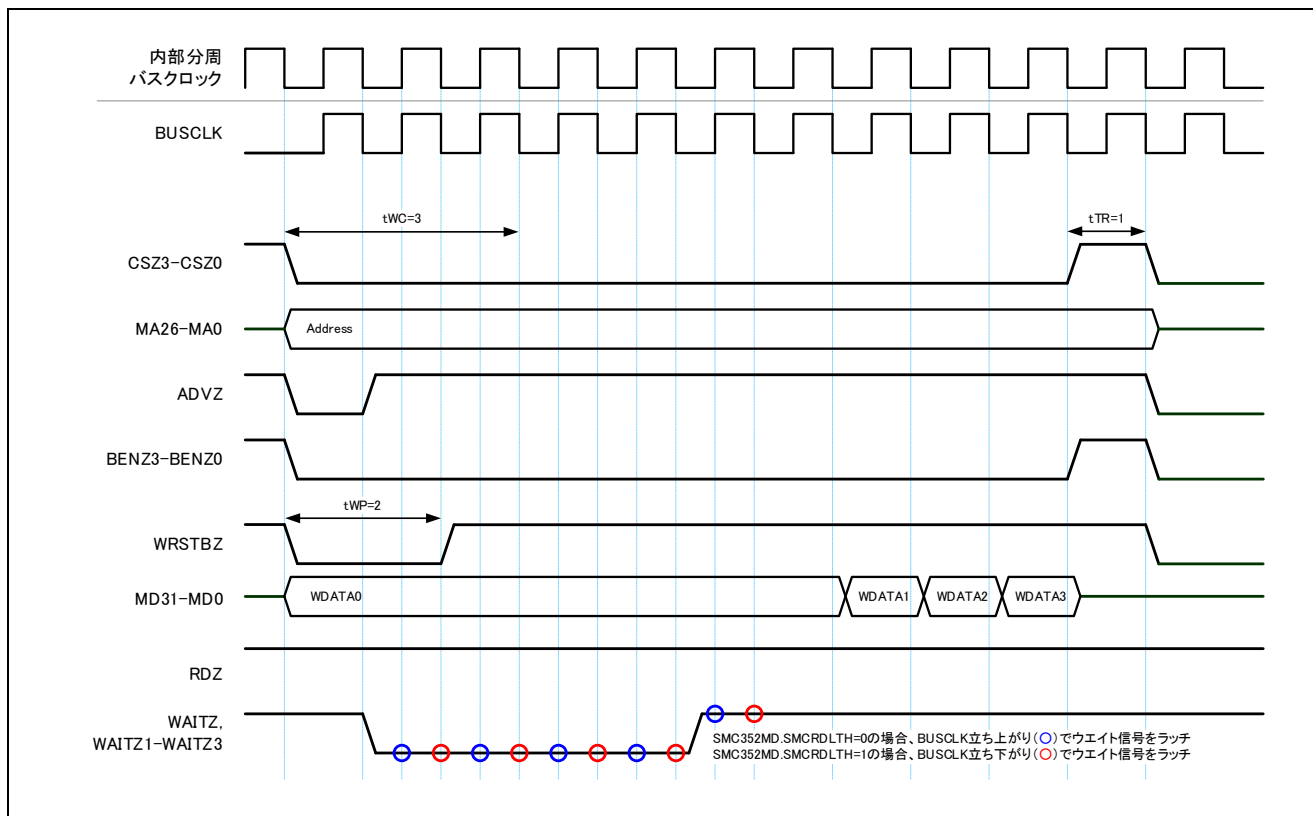 内部分周
バスクロック
BUSCLK
tWC=3
tTR=1
CSZ3-CSZ0
MA26-MA0
Address
ADVZ
BENZ3-BENZ0
tWP=2
WRSTBZ
MD31-MD0
WDATA0
WDATA1
WDATA2
WDATA3
RDZ
WAITZ,
WAITZ1-WAITZ3
SMC352MD.SMCRDLTH=0の場合、BUSCLK立ち上がり(○)でウエイト信号をラッチ
SMC352MD.SMCRDLTH=1の場合、BUSCLK立ち下がり(○)でウエイト信号をラッチ